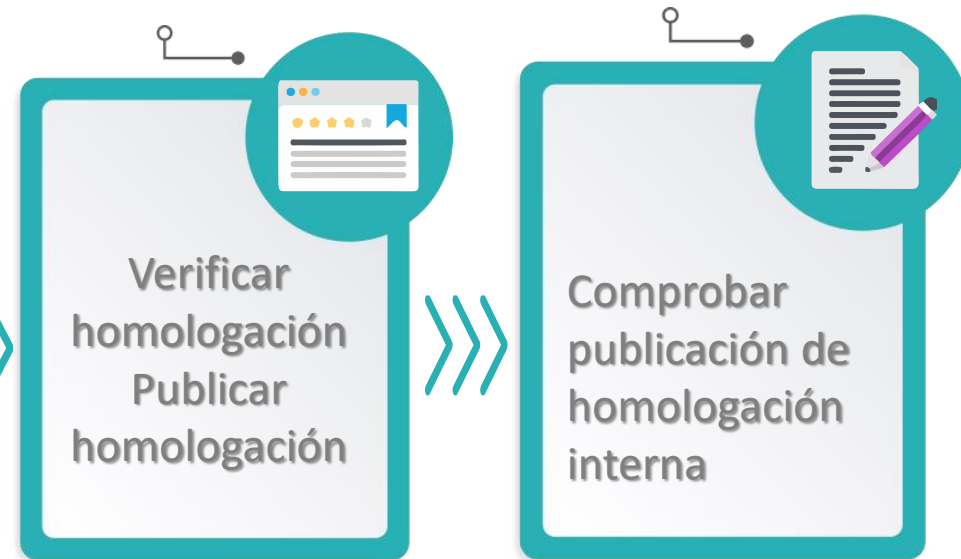 Verificar
homologación
Publicar
homologación
Comprobar
publicación de
homologación
interna